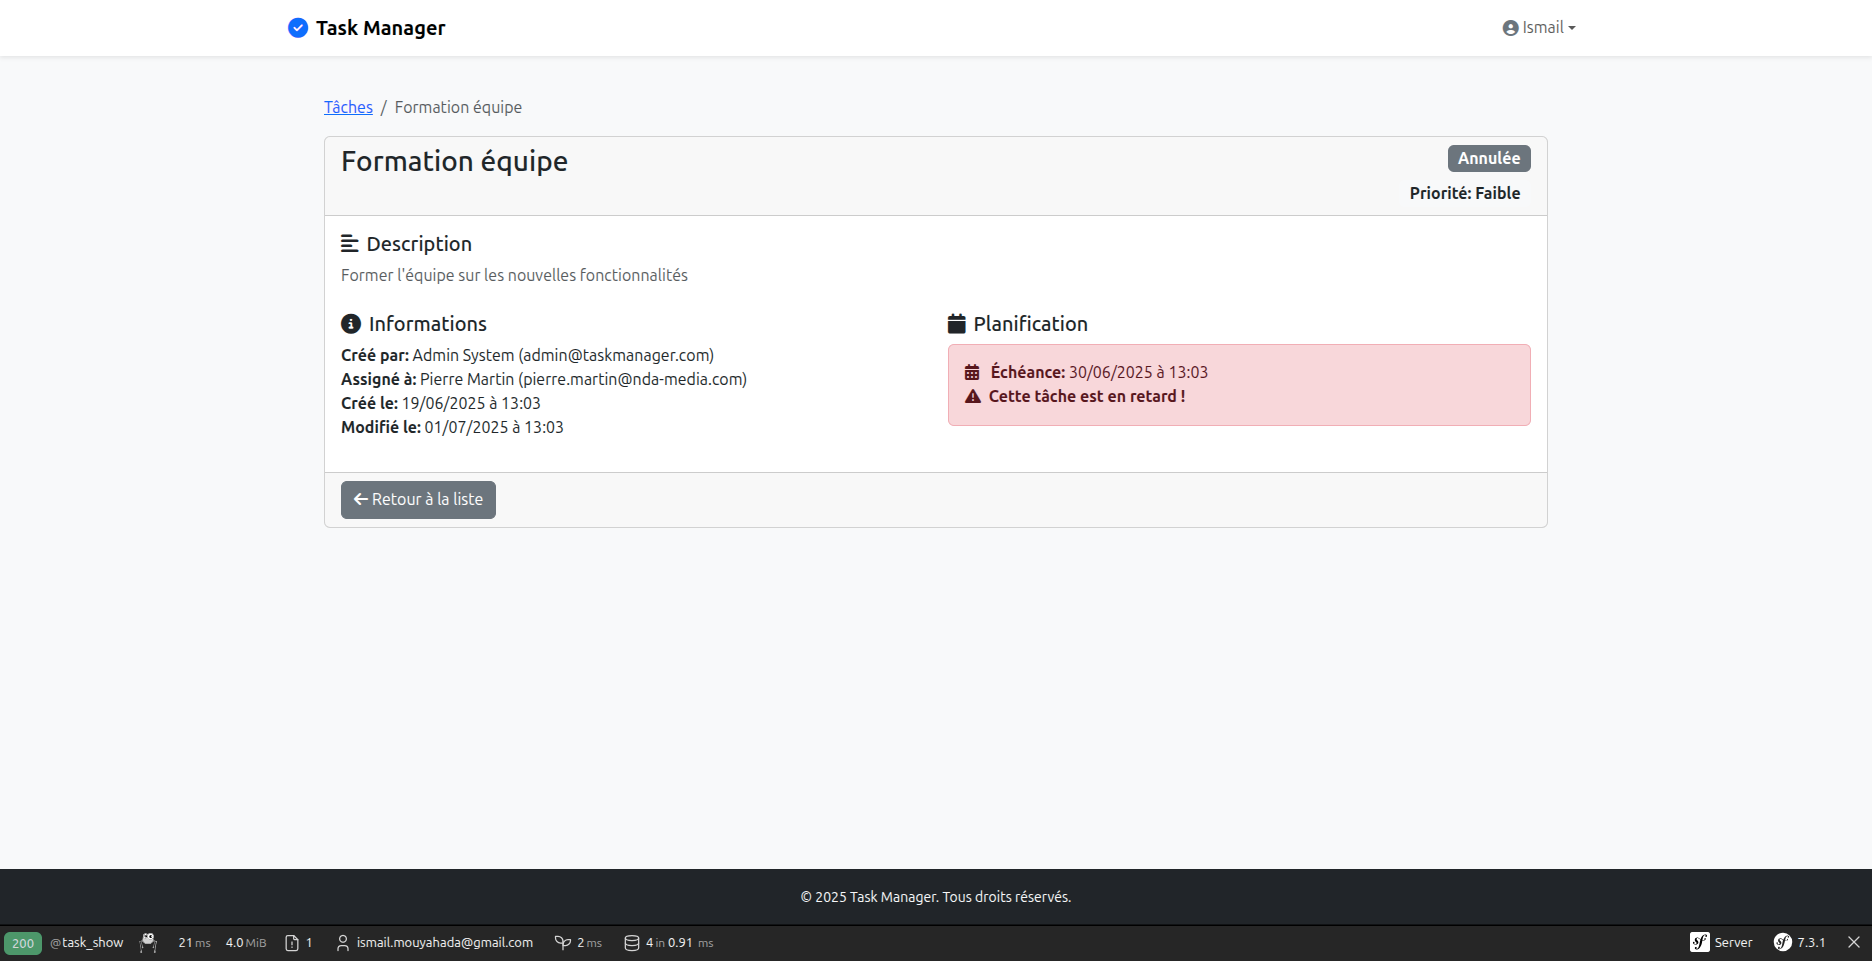 Task Manager
Ismail
Tâches / Formation équipe
Formation équipe
Annulée
Priorité: Faible
Description
Former l'équipe sur les nouvelles fonctionnalités
Informations
Créé par: Admin System (admin@taskmanager.com)
Assigné à: Pierre Martin (pierre.martin@nda-media.com)
Créé le: 19/06/2025 à 13:03
Modifié le: 01/07/2025 à 13:03
Planification
Échéance: 30/06/2025 à 13:03
Cette tâche est en retard !
Retour à la liste
© 2025 Task Manager. Tous droits réservés.
200 @task_show 21 ms 4.0 MiB 1 ismail.mouyahada@gmail.com 2 ms 4 in 0.91 ms sf Server sf 7.3.1